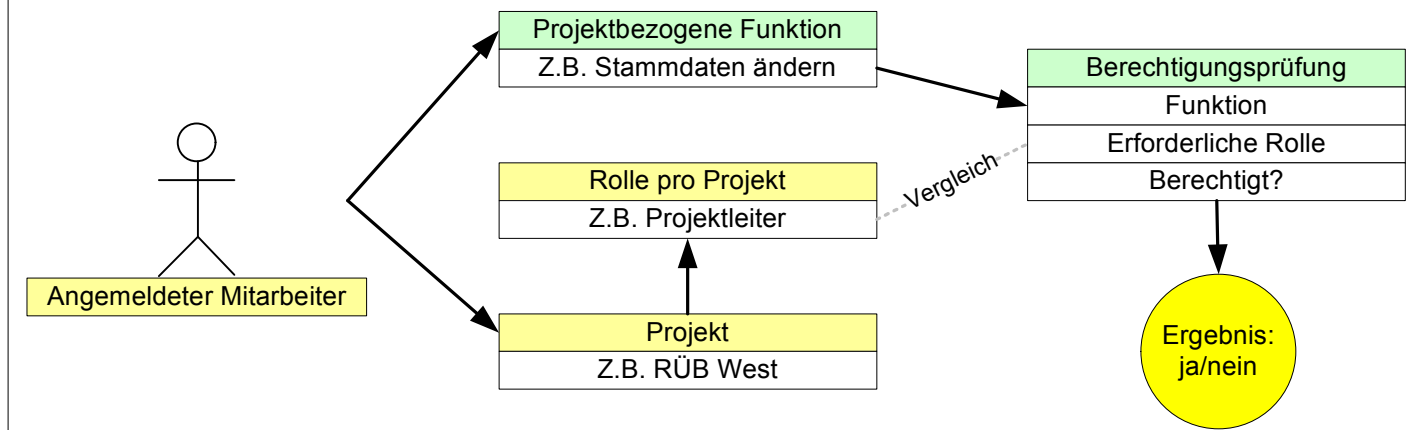 Projektbezogene Funktion
Z.B. Stammdaten ändern
Berechtigungsprüfung
Funktion
Erforderliche Rolle
Berechtigt?
Rolle pro Projekt
Z.B. Projektleiter
Vergleich
Angemeldeter Mitarbeiter
Projekt
Z.B. RÜB West
Ergebnis:
ja/nein